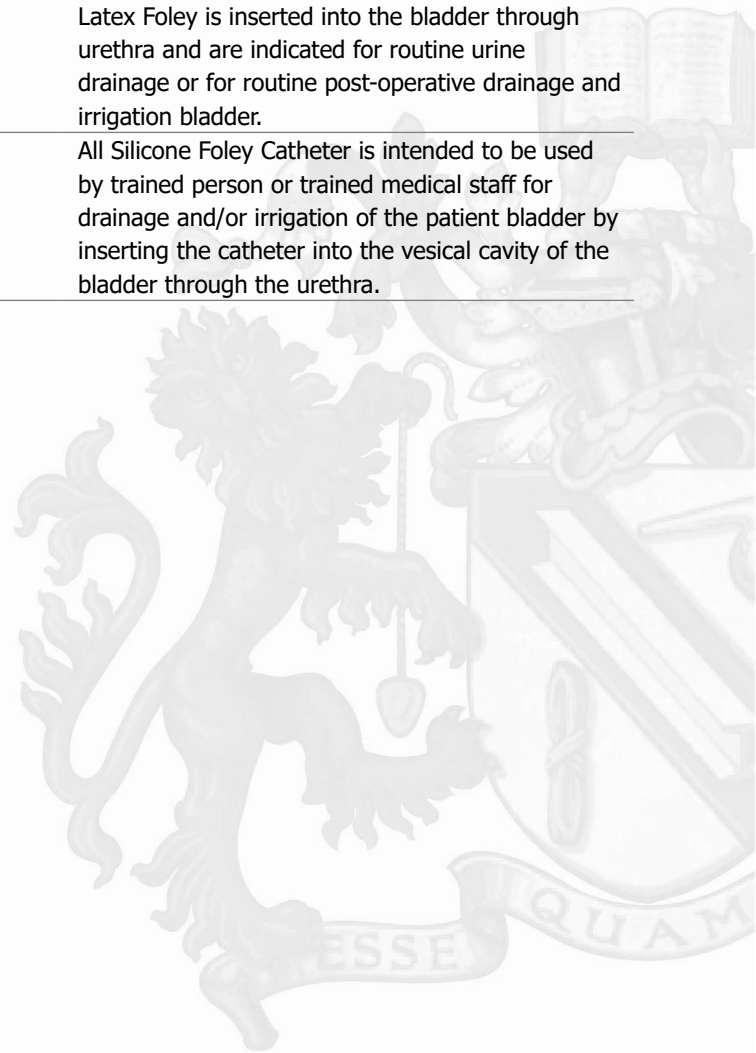 Latex Foley is inserted into the bladder through
urethra and are indicated for routine urine
drainage or for routine post-operative drainage and
irrigation bladder.
All Silicone Foley Catheter is intended to be used
by trained person or trained medical staff for
drainage and/or irrigation of the patient bladder by
inserting the catheter into the vesical cavity of the
bladder through the urethra.
ESSE QUAM